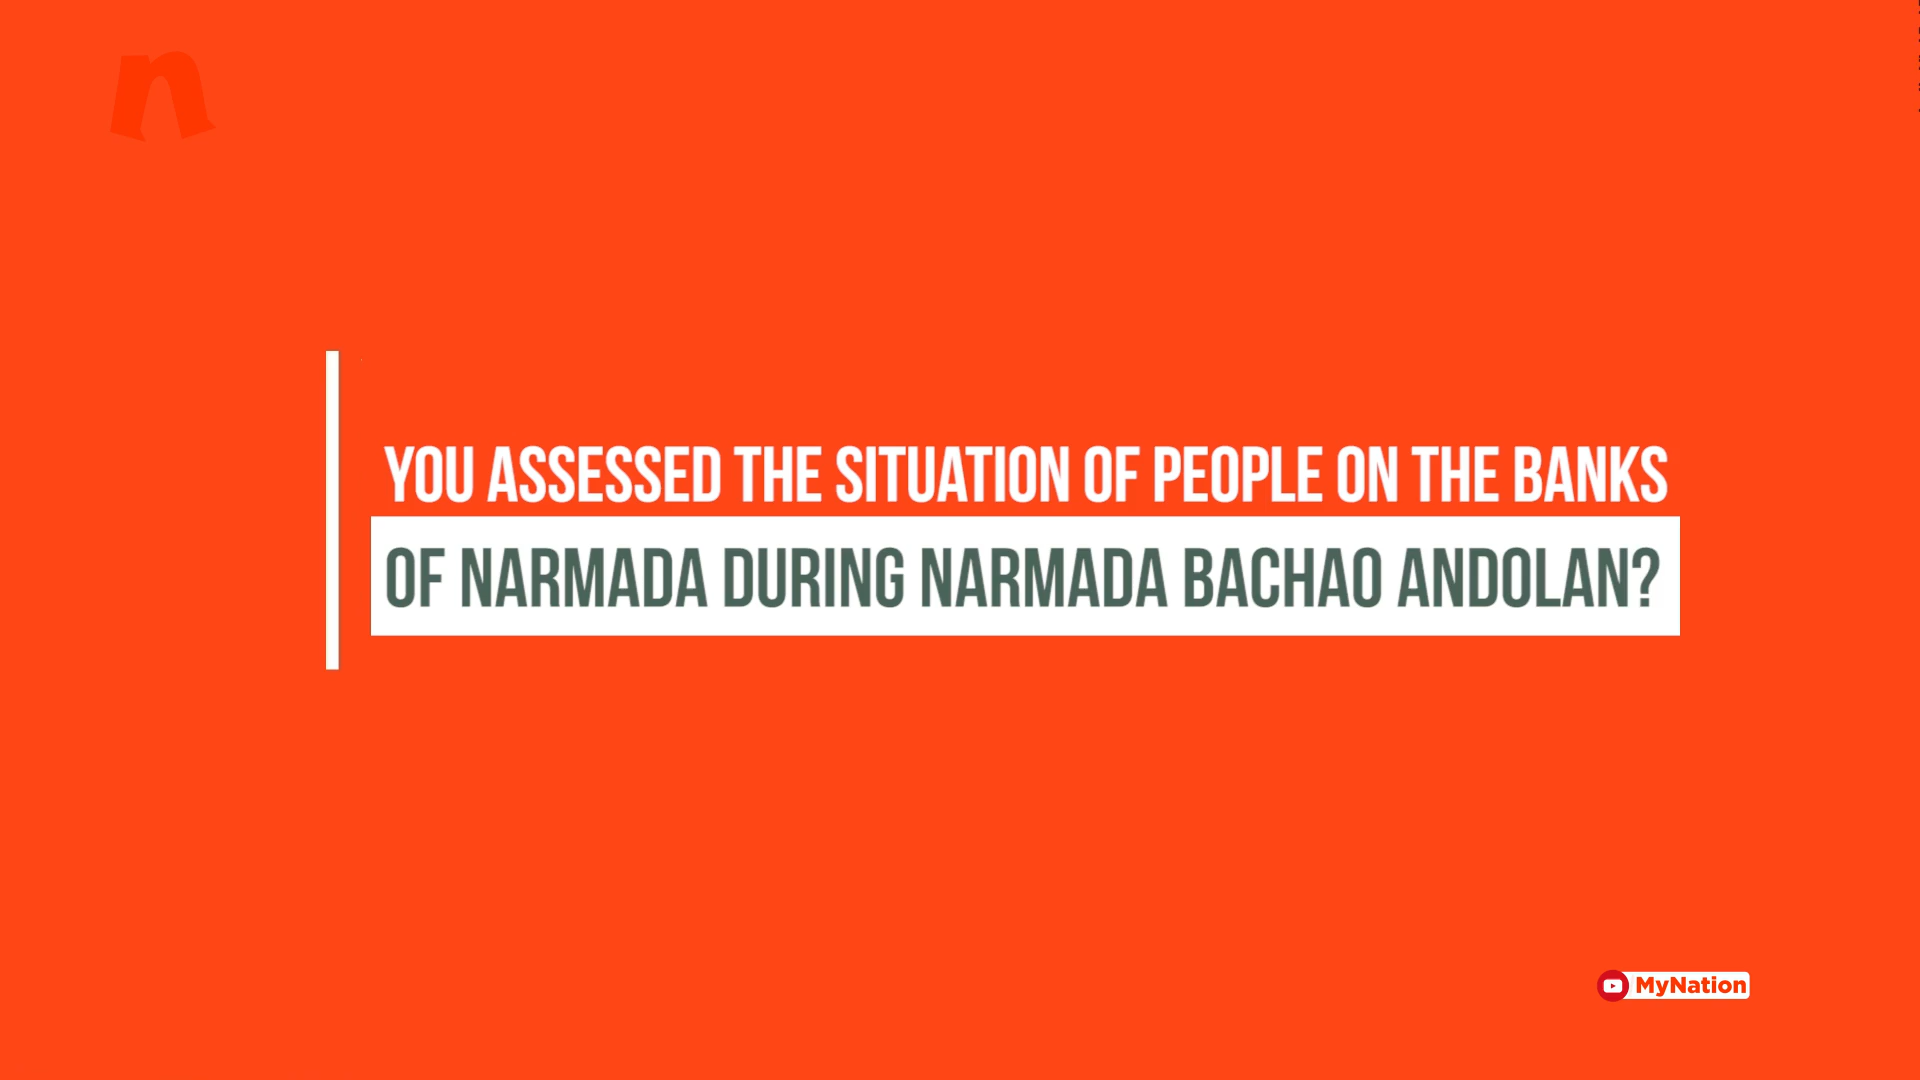 n
YOU ASSESSED THE SITUATION OF PEOPLE ON THE BANKS
OF NARMADA DURING NARMADA BACHAO ANDOLAN?
MyNation